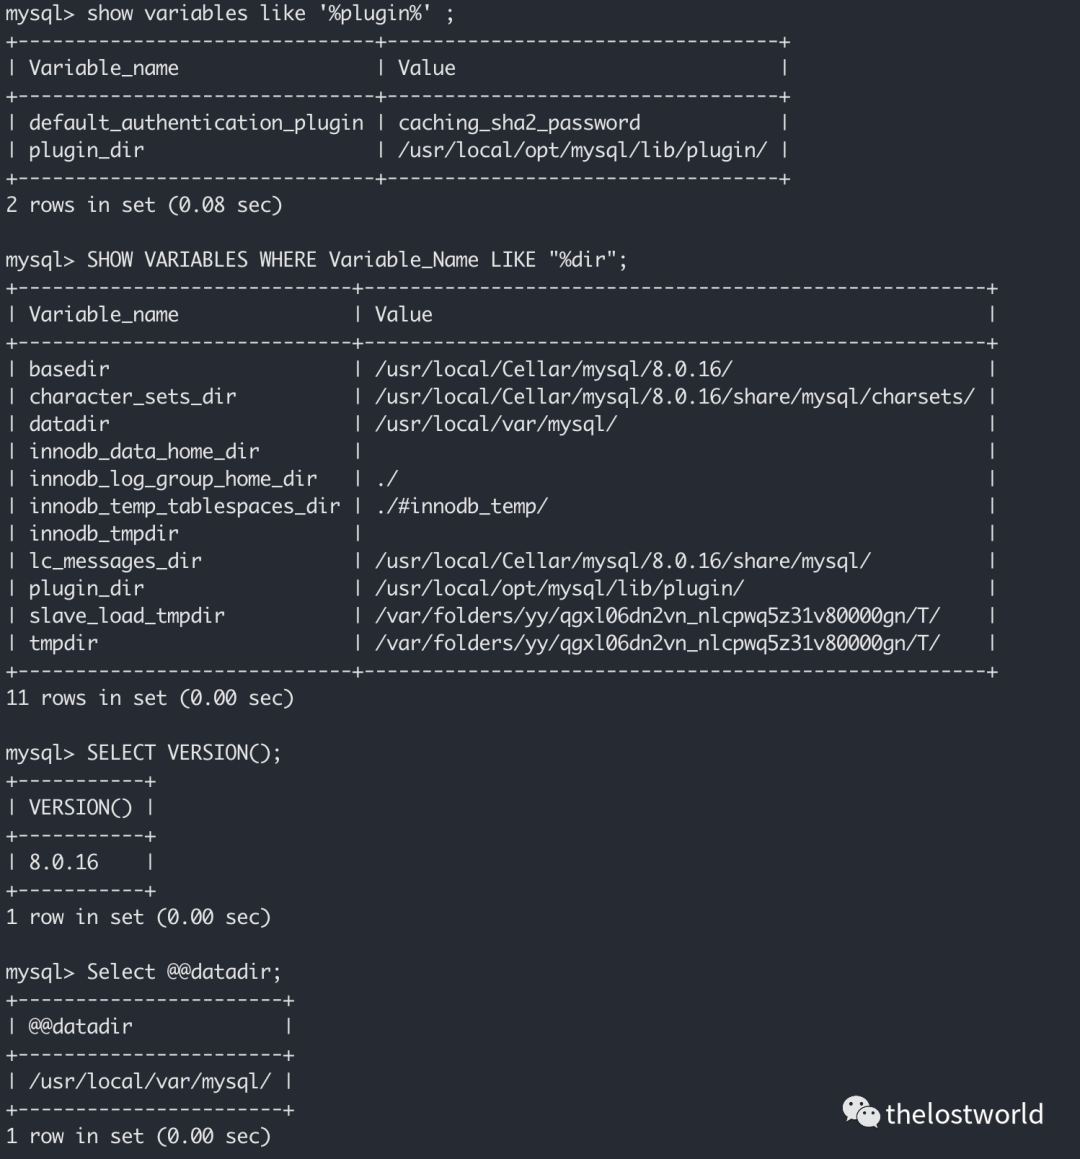 mysql> show variables like '%plugin%' ;
+-------------------------------+----------------------------------+
| Variable_name                 | Value                            |
+-------------------------------+----------------------------------+
| default_authentication_plugin | caching_sha2_password            |
| plugin_dir                    | /usr/local/opt/mysql/lib/plugin/ |
+-------------------------------+----------------------------------+
2 rows in set (0.08 sec)
mysql> SHOW VARIABLES WHERE Variable_Name LIKE "%dir";
+-----------------------------+------------------------------------------------------+
| Variable_name               | Value                                                |
+-----------------------------+------------------------------------------------------+
| basedir                     | /usr/local/Cellar/mysql/8.0.16/                      |
| character_sets_dir          | /usr/local/Cellar/mysql/8.0.16/share/mysql/charsets/ |
| datadir                     | /usr/local/var/mysql/                                |
| innodb_data_home_dir        |                                                      |
| innodb_log_group_home_dir   | ./                                                   |
| innodb_temp_tablespaces_dir | ./#innodb_temp/                                      |
| innodb_tmpdir               |                                                      |
| lc_messages_dir             | /usr/local/Cellar/mysql/8.0.16/share/mysql/          |
| plugin_dir                  | /usr/local/opt/mysql/lib/plugin/                     |
| slave_load_tmpdir           | /var/folders/yy/qgxl06dn2vn_nlcpwq5z31v80000gn/T/    |
| tmpdir                      | /var/folders/yy/qgxl06dn2vn_nlcpwq5z31v80000gn/T/    |
+-----------------------------+------------------------------------------------------+
11 rows in set (0.00 sec)
mysql> SELECT VERSION();
+-----------+
| VERSION() |
+-----------+
| 8.0.16    |
+-----------+
1 row in set (0.00 sec)
mysql> Select @@datadir;
+-----------------------+
| @@datadir             |
+-----------------------+
| /usr/local/var/mysql/ |
+-----------------------+
1 row in set (0.00 sec)
thelostworld